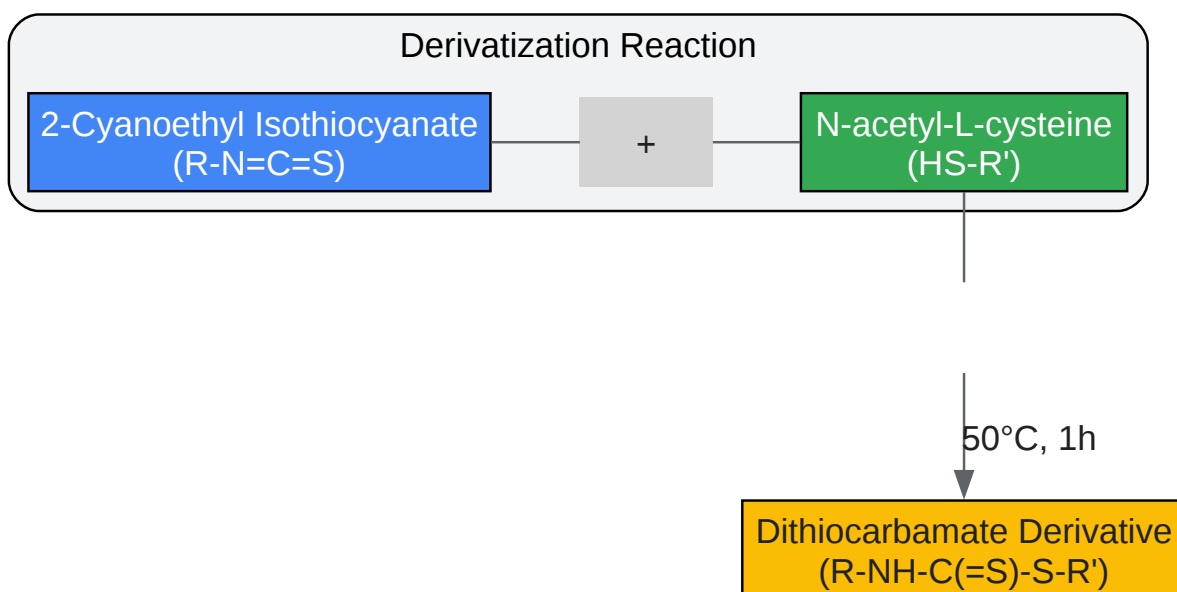 Derivatization Reaction
2-Cyanoethyl Isothiocyanate
(R-N=C=S)
+
N-acetyl-L-cysteine
(HS-R')
50°C, 1h
Dithiocarbamate Derivative
(R-NH-C(=S)-S-R')